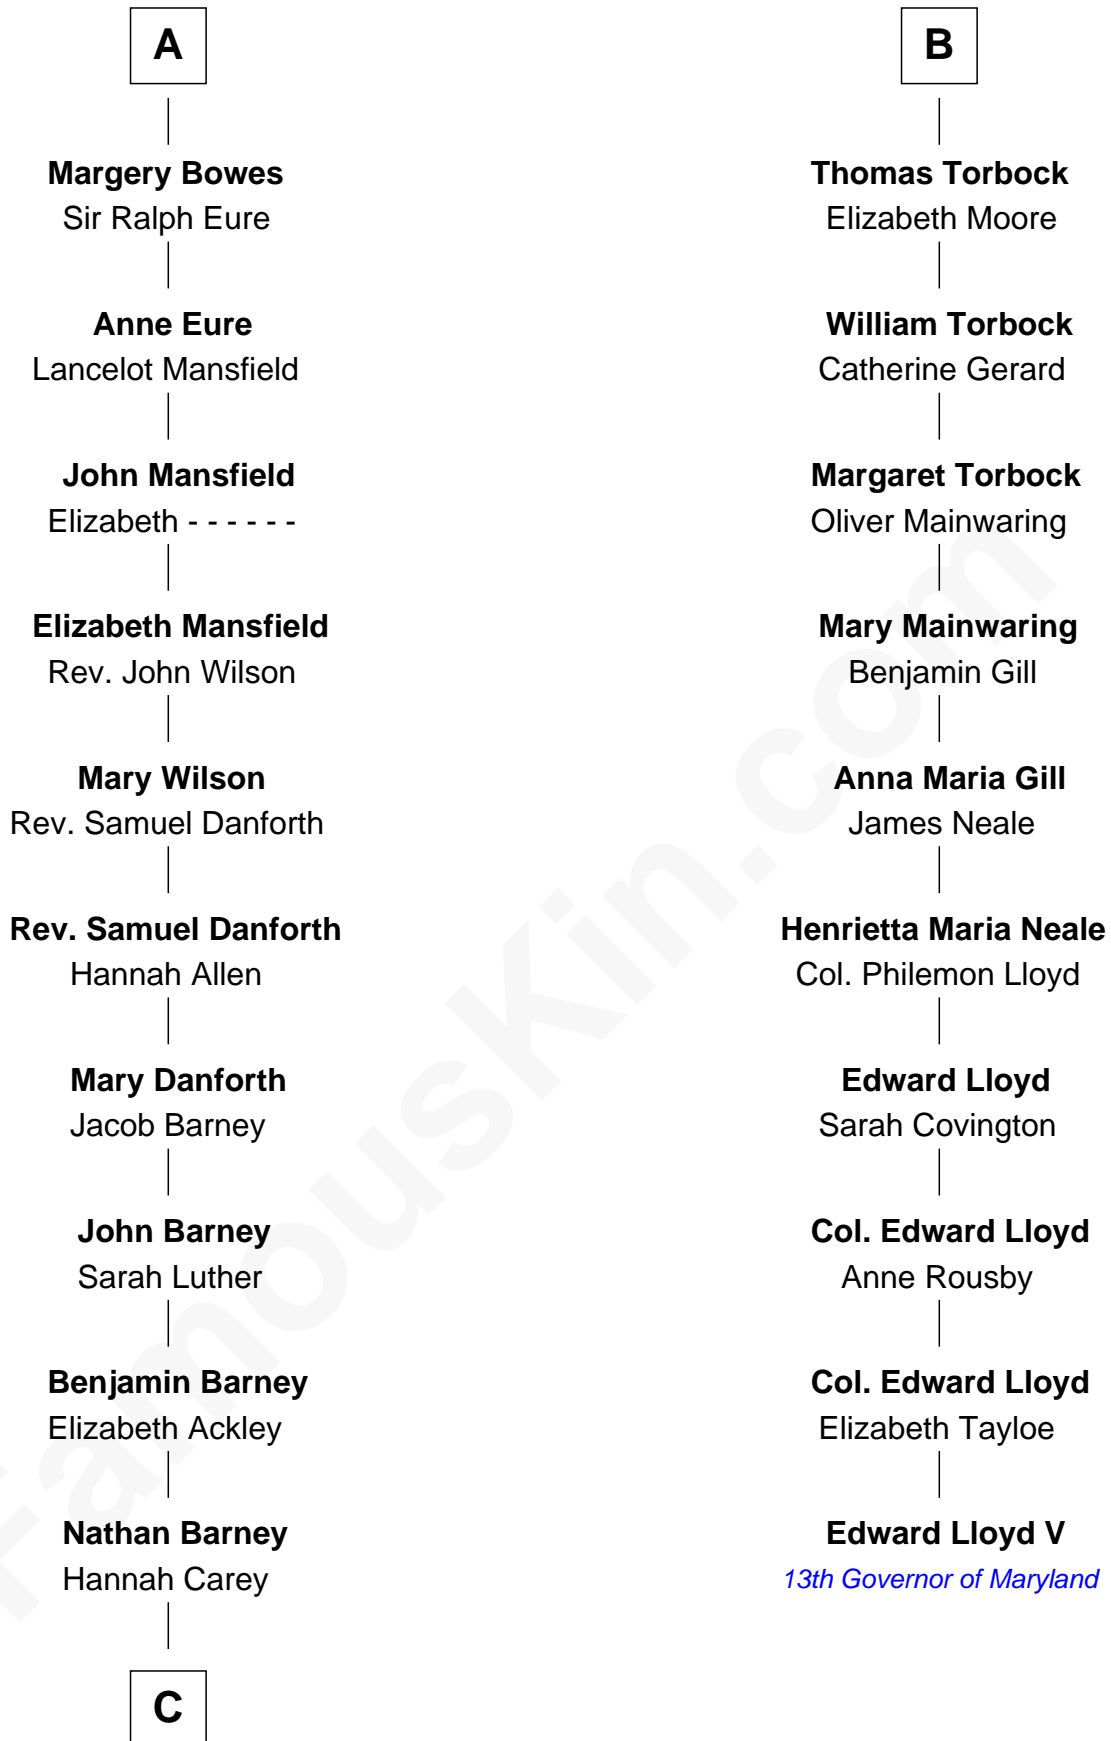 A
Margery Bowes
Sir Ralph Eure
Anne Eure
Lancelot Mansfield
John Mansfield
Elizabeth - - - - - -
Elizabeth Mansfield
Rev. John Wilson
Mary Wilson
Rev. Samuel Danforth
Rev. Samuel Danforth
Hannah Allen
Mary Danforth
Jacob Barney
John Barney
Sarah Luther
Benjamin Barney
Elizabeth Ackley
Nathan Barney
Hannah Carey
C
B
Thomas Torbock
Elizabeth Moore
William Torbock
Catherine Gerard
Margaret Torbock
Oliver Mainwaring
Mary Mainwaring
Benjamin Gill
Anna Maria Gill
James Neale
Henrietta Maria Neale
Col. Philemon Lloyd
Edward Lloyd
Sarah Covington
Col. Edward Lloyd
Anne Rousby
Col. Edward Lloyd
Elizabeth Tayloe
Edward Lloyd V
13th Governor of Maryland
FamousKin.com